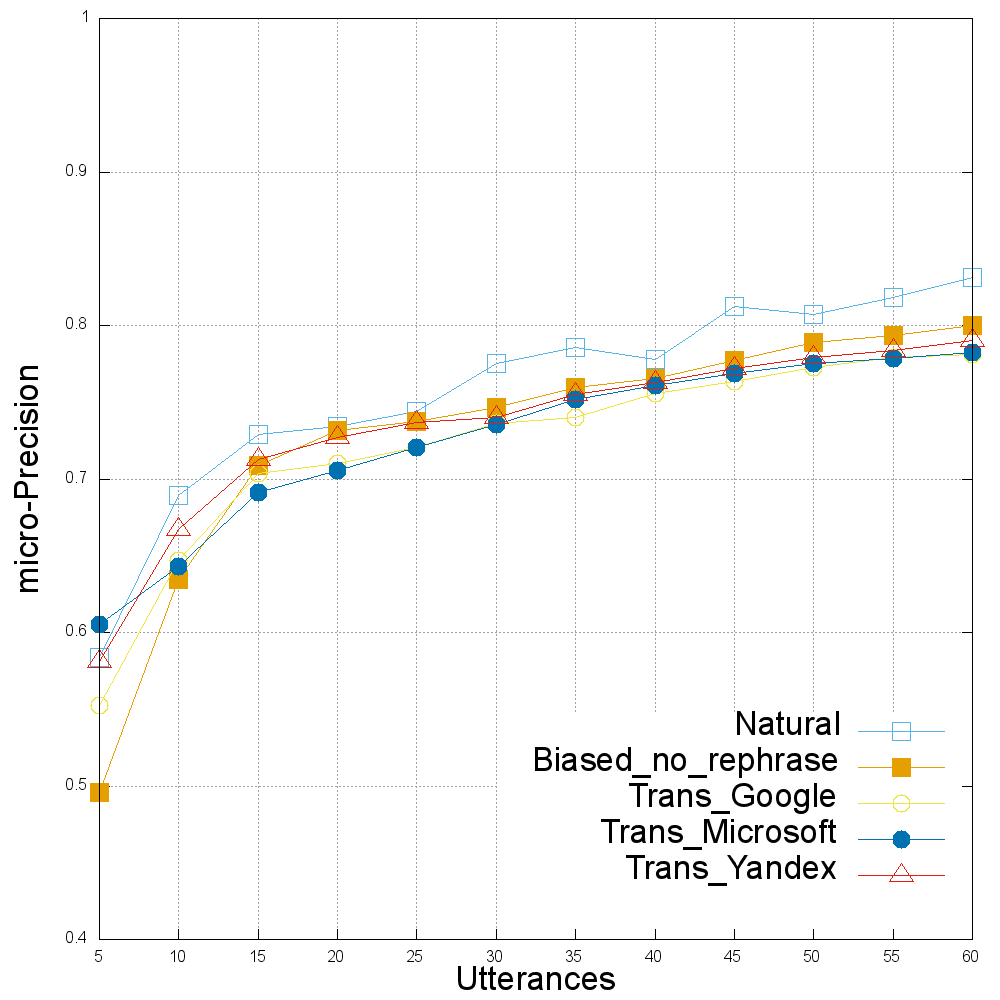 1
0.9
0.8
0.7
0.6
0.5
0.4
micro-Precision
Natural
Biased_no_rephrase
Trans_Google
Trans_Microsoft
Trans_Yandex
5 10 15 20 25 30 35 40 45 50 55 60
Utterances